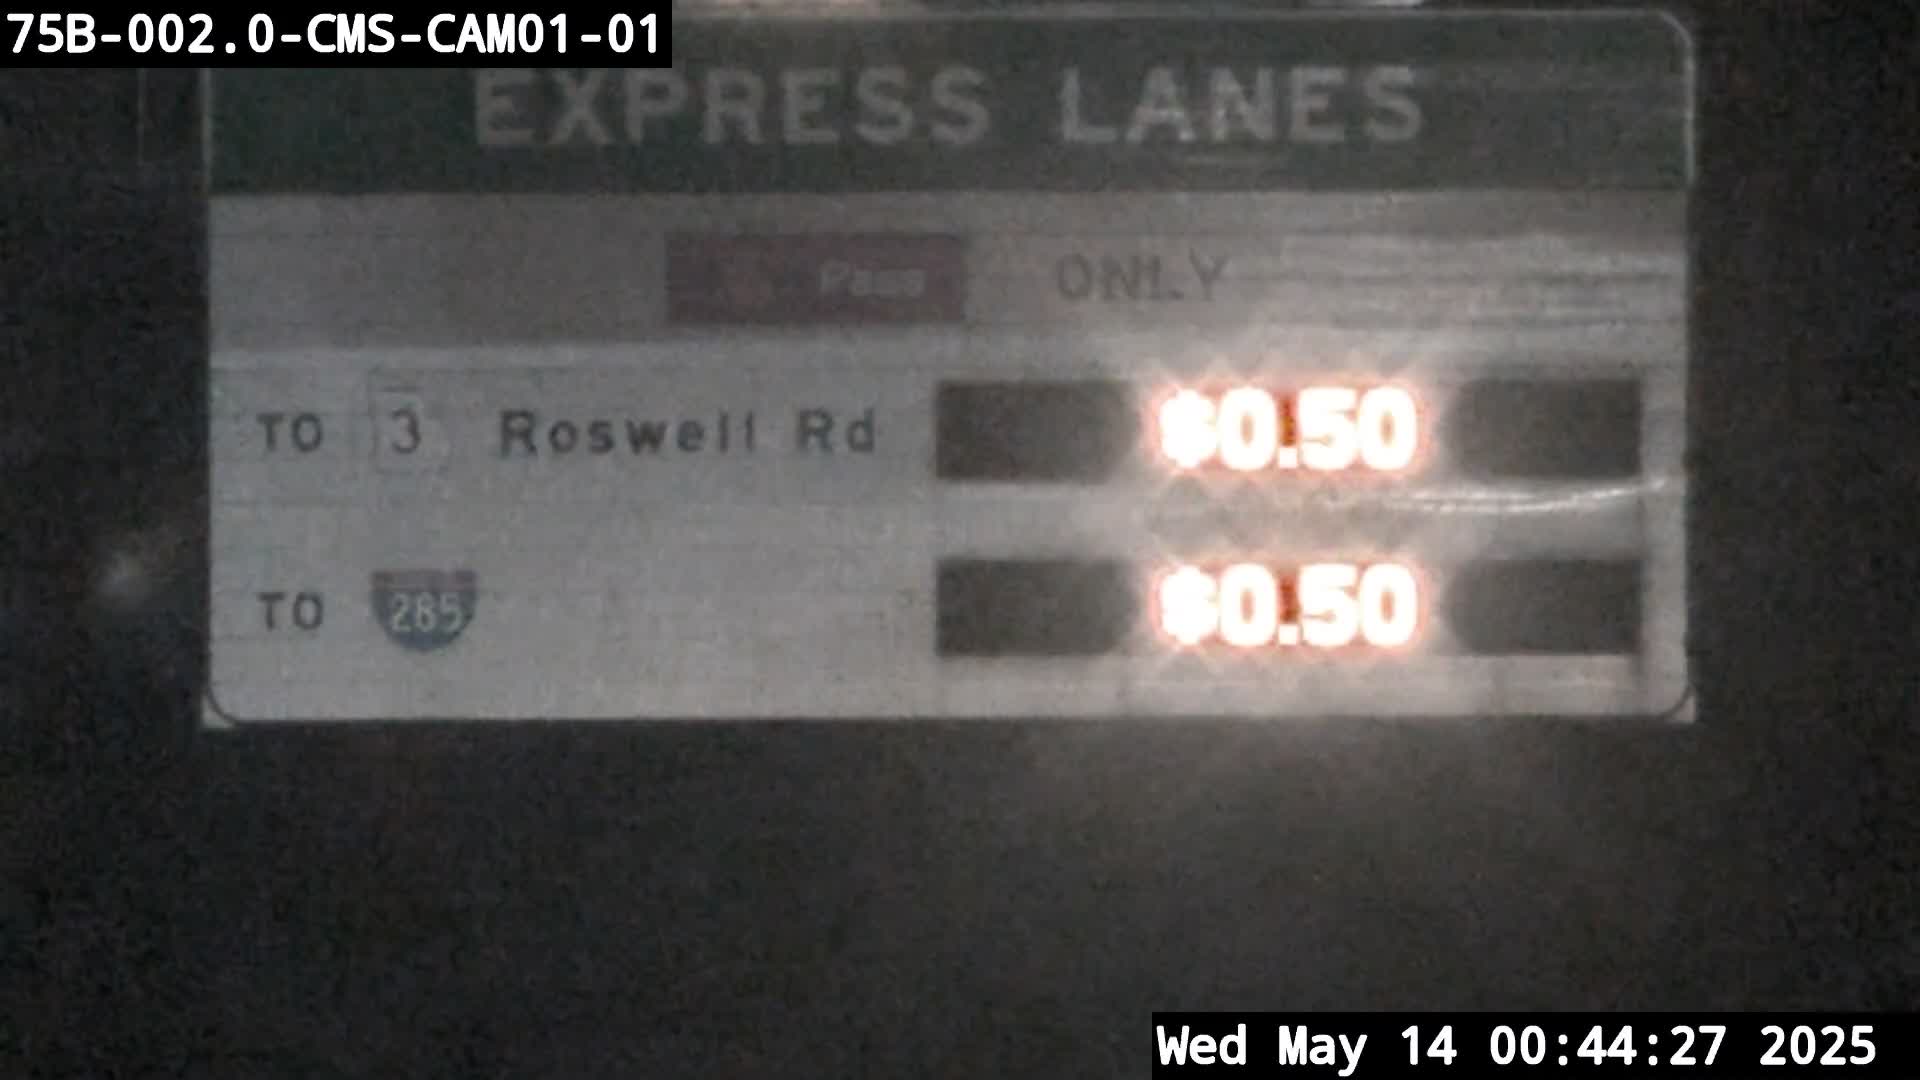 75B-002.0-CMS-CAM01-01
EXPRESS LANES
Pass ONLY
TO 3 Roswell Rd $0.50
TO 285 $0.50
Wed May 14 00:44:27 2025